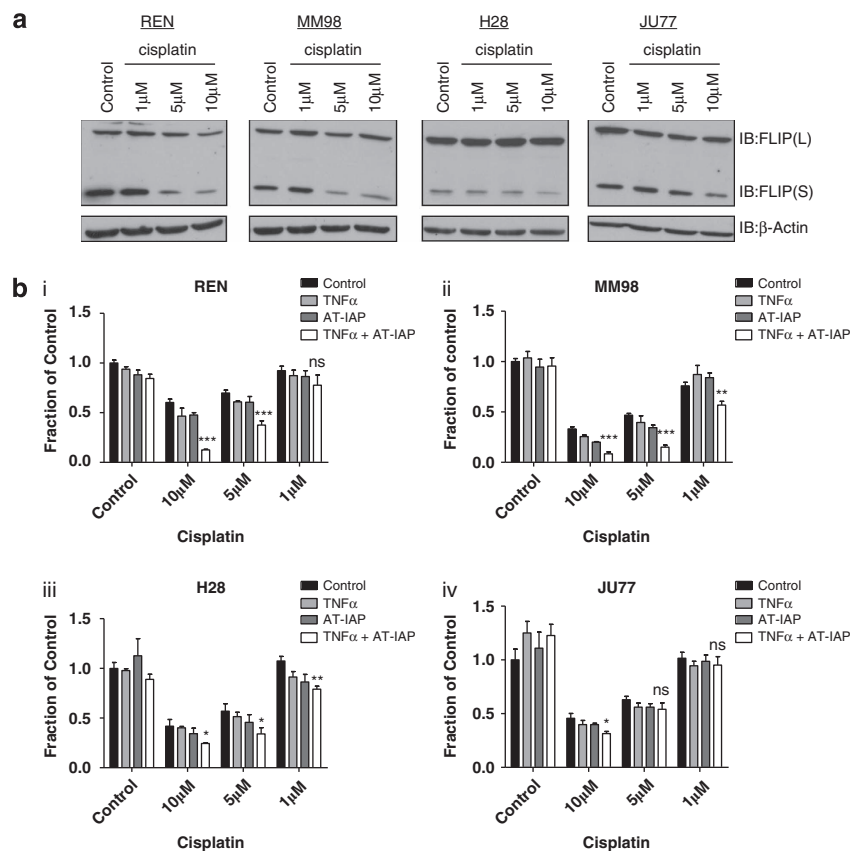 a
REN
MM98
H28
JU77
cisplatin
cisplatin
cisplatin
cisplatin
Control
1μM
5μM
10μM
Control
1μM
5μM
10μM
Control
1μM
5μM
10μM
Control
1μM
5μM
10μM
IB:FLIP(L)
IB:FLIP(S)
IB:β-Actin
b
i
REN
Control
TNFα
AT-IAP
TNFα + AT-IAP
Fraction of Control
1.5
1.0
0.5
0.0
***
***
ns
Control
10μM
5μM
1μM
Cisplatin
ii
MM98
Control
TNFα
AT-IAP
TNFα + AT-IAP
Fraction of control
1.5
1.0
0.5
0.0
***
***
**
Control
10μM
5μM
1μM
Cisplatin
iii
H28
Control
TNFα
AT-IAP
TNFα + AT-IAP
Fraction of Control
1.5
1.0
0.5
0.0
*
*
**
Control
10μM
5μM
1μM
Cisplatin
iv
JU77
Control
TNFα
AT-IAP
TNFα + AT-IAP
Fraction of Control
1.5
1.0
0.5
0.0
*
ns
ns
Control
10μM
5μM
1μM
Cisplatin